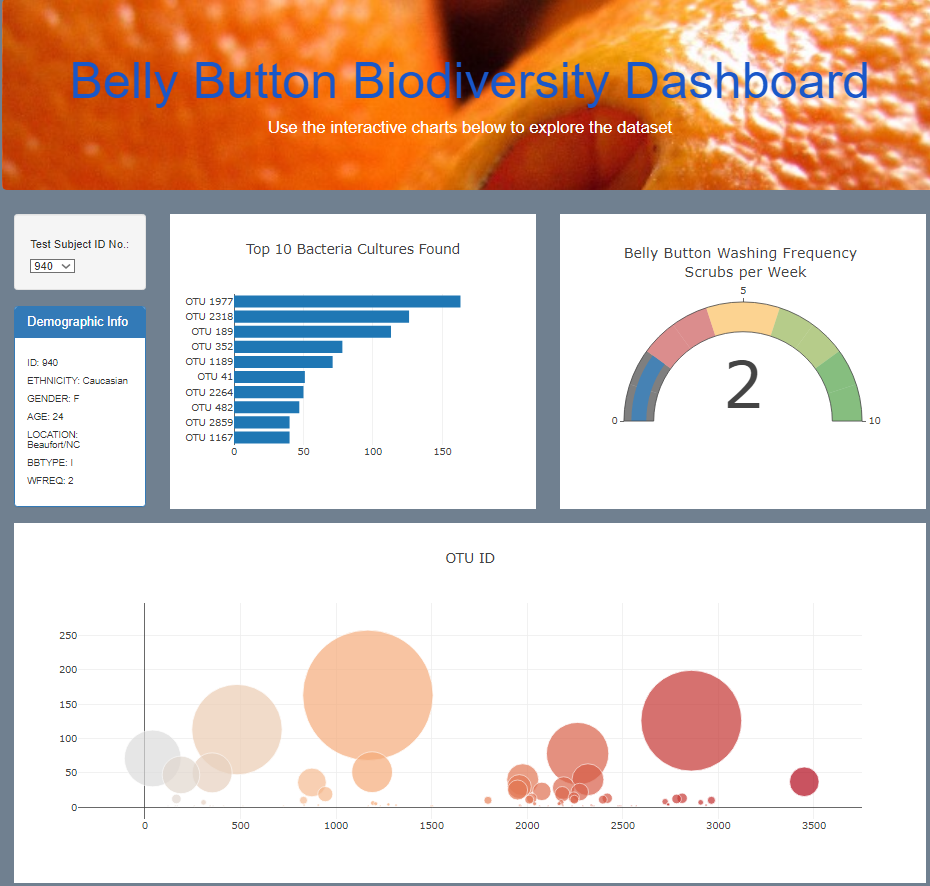 Belly Button Biodiversity Dashboard
Use the interactive charts below to explore the dataset
Test Subject ID No.:
940
Demographic Info
ID: 940
ETHNICITY: Caucasian
GENDER: F
AGE: 24
LOCATION:
Beaufort/NC
BBTYPE: I
WFREQ: 2
Top 10 Bacteria Cultures Found
OTU 1977
OTU 2318
OTU 189
OTU 352
OTU 1189
OTU 41
OTU 2264
OTU 482
OTU 2859
OTU 1167
0 50 100 150
Belly Button Washing Frequency
Scrubs per Week
5
2
0 10
OTU ID
250
200
150
100
50
0
0 500 1000 1500 2000 2500 3000 3500